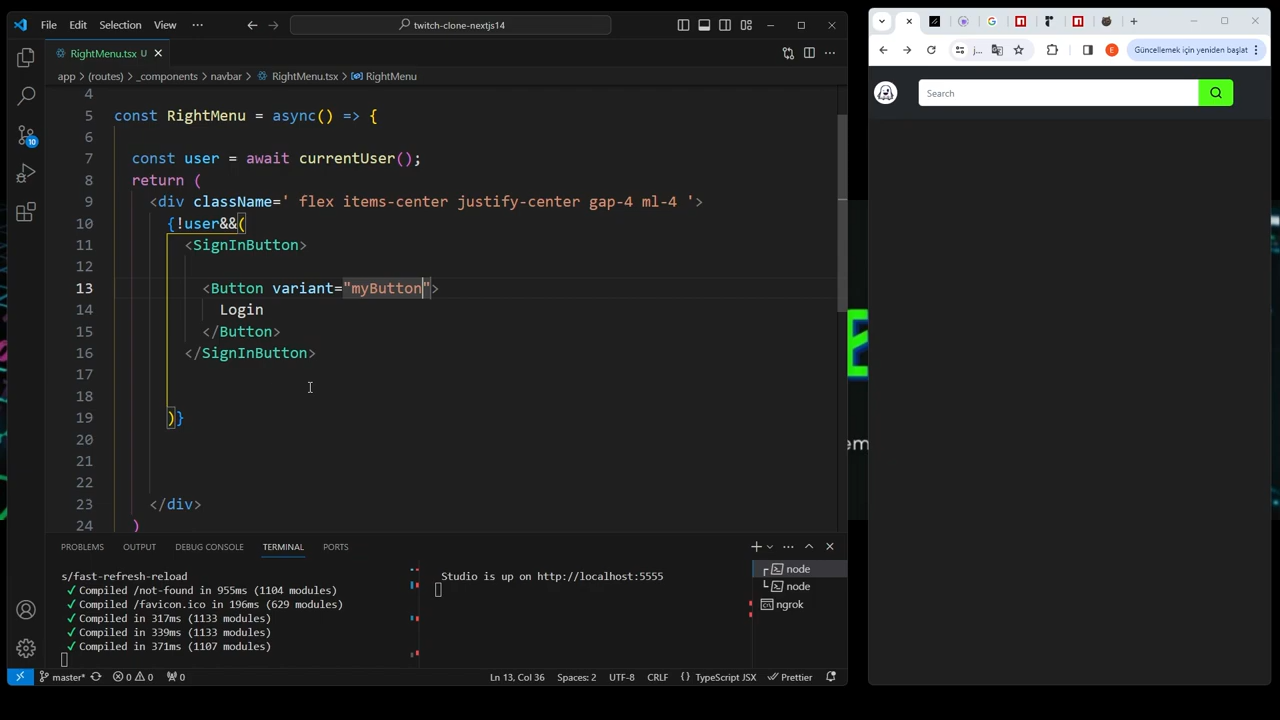 File Edit Selection View ··· twitch-clone-nextjs14
RightMenu.tsx U
app > (routes) > _components > navbar > RightMenu.tsx > RightMenu
4
5 const RightMenu = async() => {
6
7 const user = await currentUser();
8 return (
9 <div className=' flex items-center justify-center gap-4 ml-4 '>
10 {!user&&(
11 <SignInButton>
12
13 <Button variant="myButton">
14 Login
15 </Button>
16 </SignInButton>
17
18
19 )}
20
21
22
23 </div>
24 )
PROBLEMS OUTPUT DEBUG CONSOLE TERMINAL PORTS
s/fast-refresh-reload
✓ Compiled /not-found in 955ms (1104 modules)
✓ Compiled /favicon.ico in 196ms (629 modules)
✓ Compiled in 317ms (1133 modules)
✓ Compiled in 339ms (1133 modules)
✓ Compiled in 371ms (1107 modules)
Studio is up on http://localhost:5555
node
node
ngrok
10
master* 0 0 0 Ln 13, Col 36 Spaces: 2 UTF-8 CRLF {} TypeScript JSX Prettier
j... E Güncellemek için yeniden başlat
Search
em